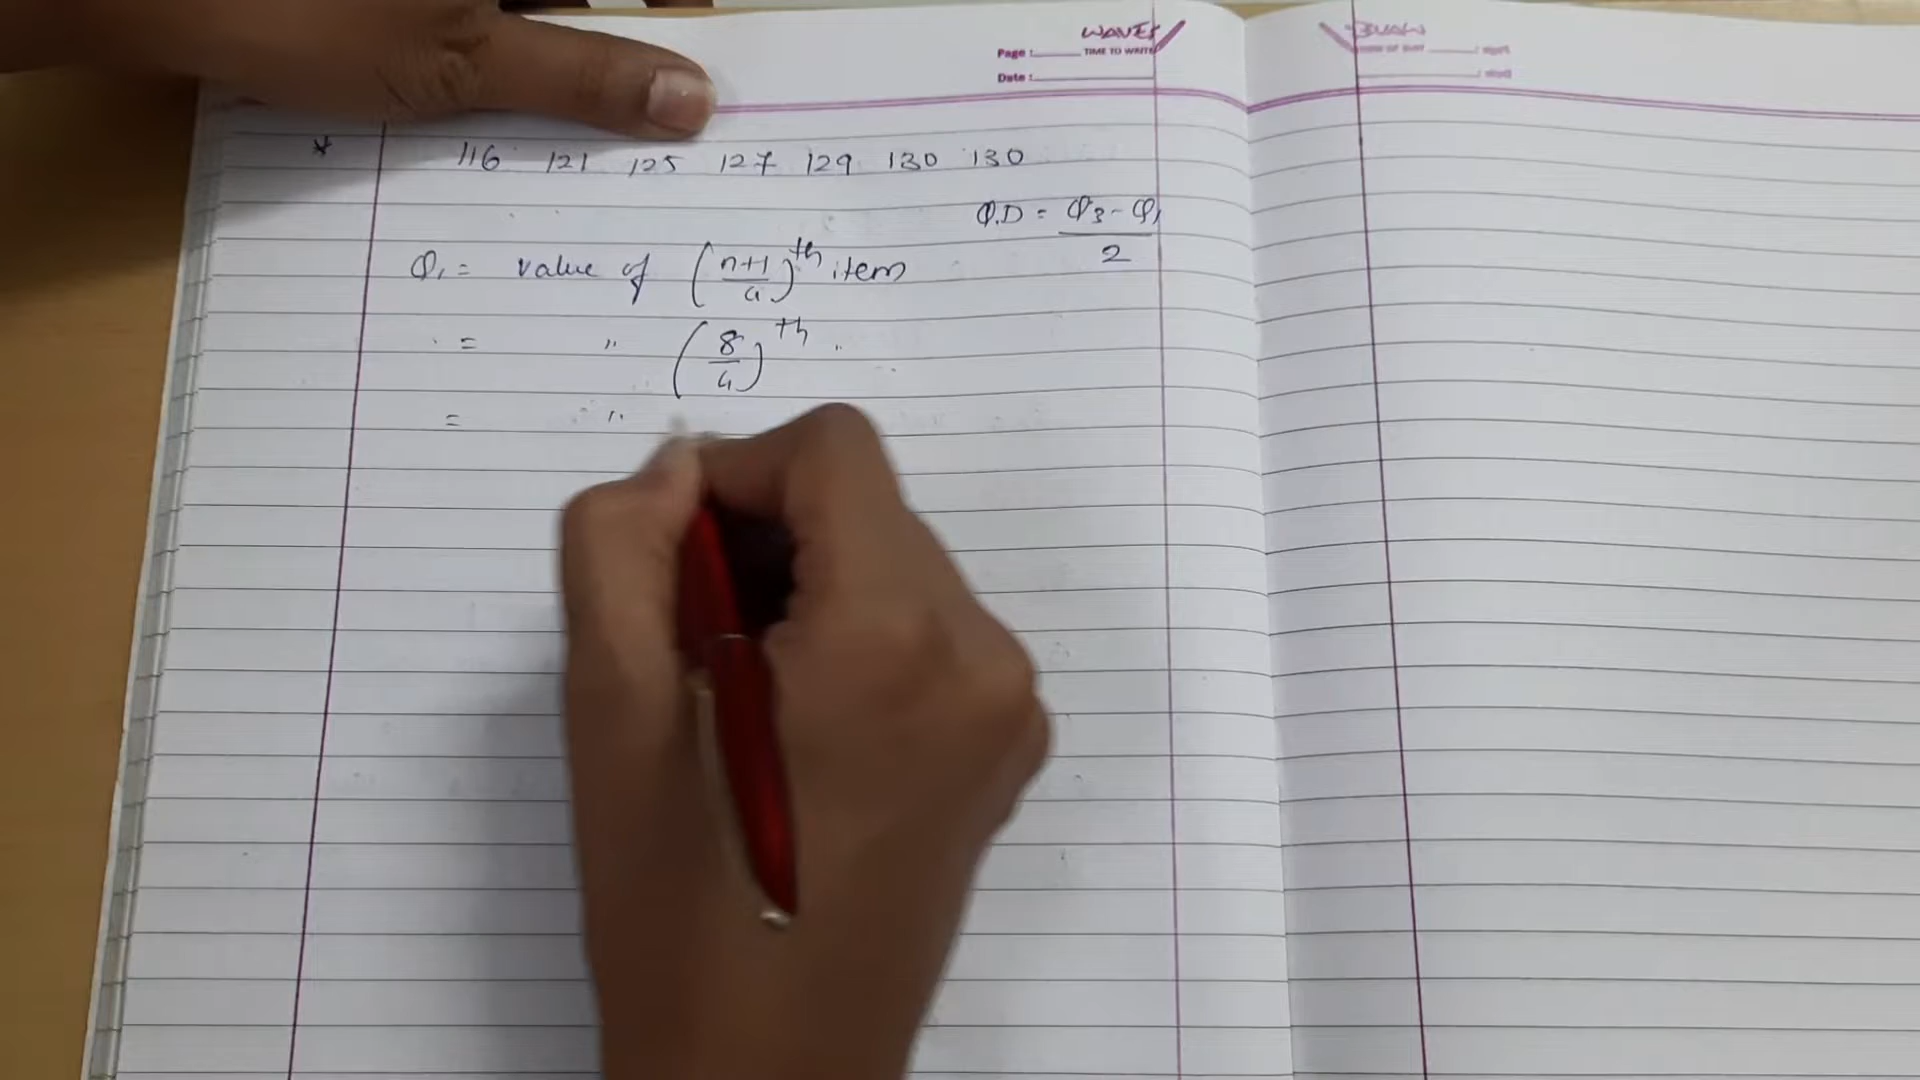 WAVES
Page : TIME TO WRITE
Date :
* 116 121 125 127 129 130 130
Q.D = Q3 - Q1 / 2
Q1 = value of (n+1 / 4)th item
= " (8 / 4)th "
= "